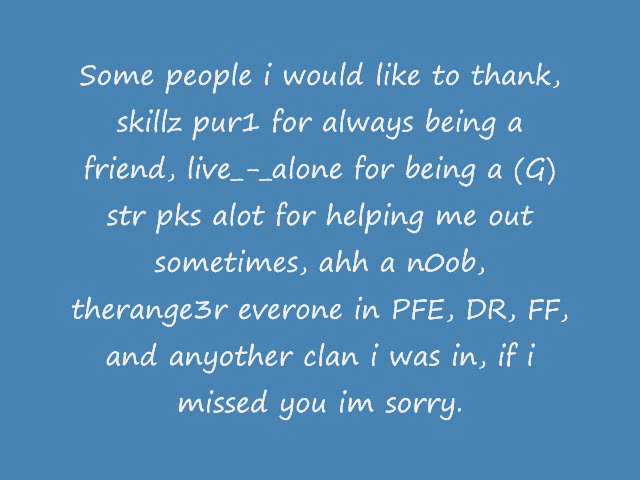 Some people i would like to thank,
skillz pur1 for always being a
friend, live_-_alone for being a (G)
str pks alot for helping me out
sometimes, ahh a n0ob,
therange3r everone in PFE, DR, FF,
and anyother clan i was in, if i
missed you im sorry.